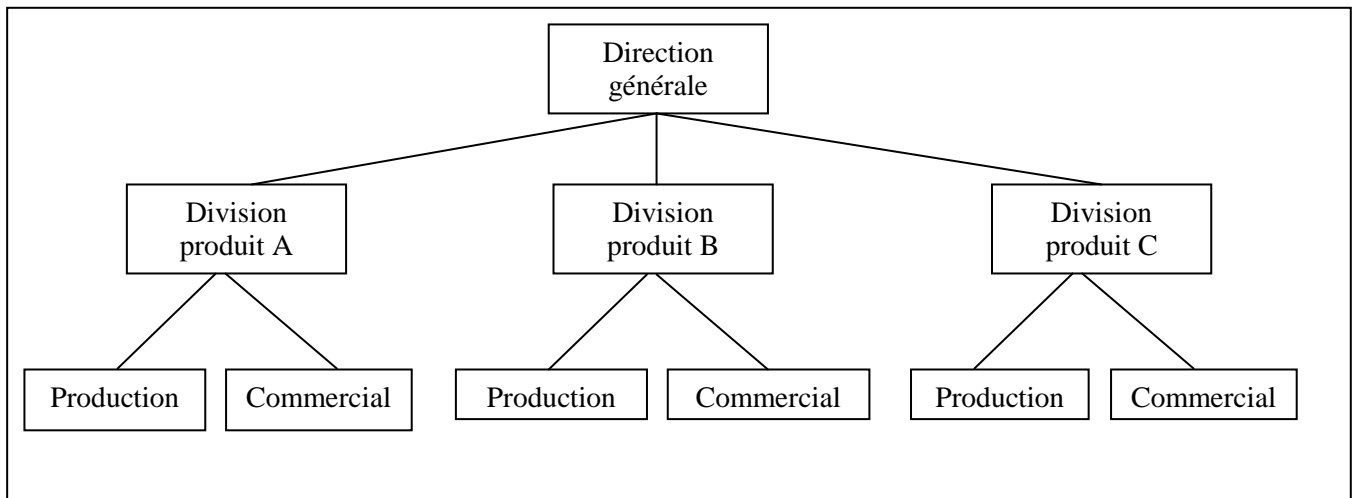 Direction
générale
Division
produit A
Division
produit B
Division
produit C
Production
Commercial
Production
Commercial
Production
Commercial